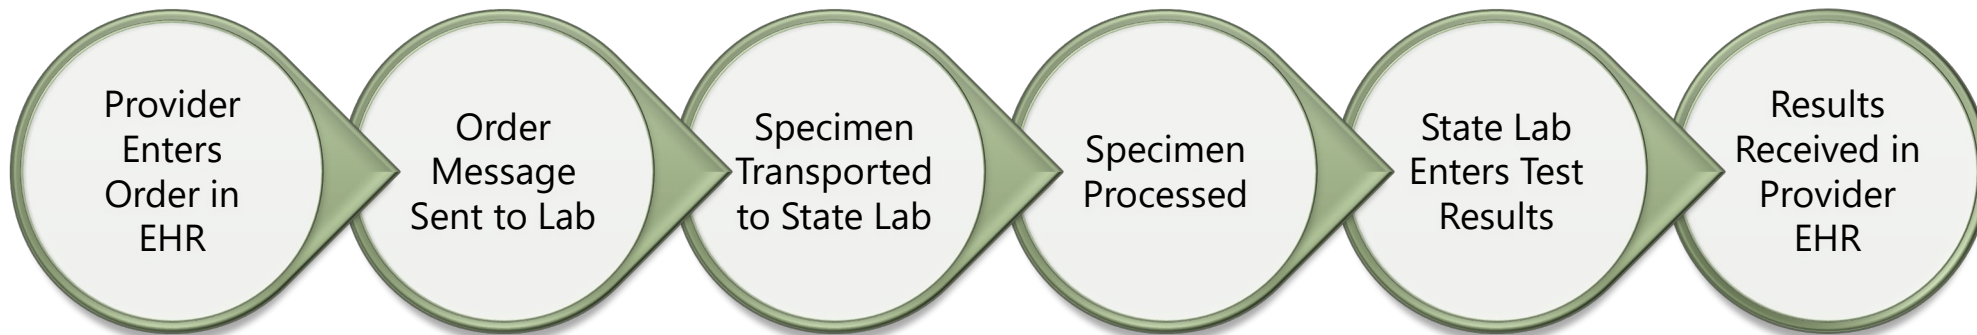 Provider
Enters
Order in
EHR
Order
Message
Sent to Lab
Specimen
Transported
to State Lab
Specimen
Processed
State Lab
Enters Test
Results
Results
Received in
Provider
EHR